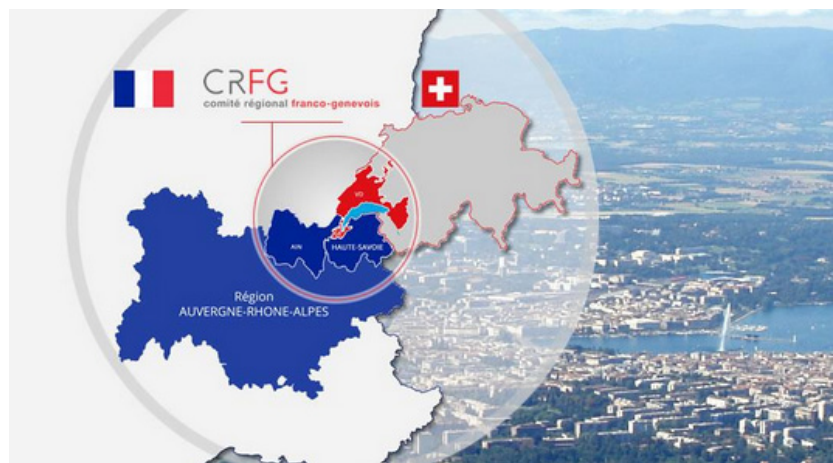 CRFG
comité régional franco-genevois
VD
AIN
HAUTE-SAVOIE
Région
AUVERGNE-RHONE-ALPES